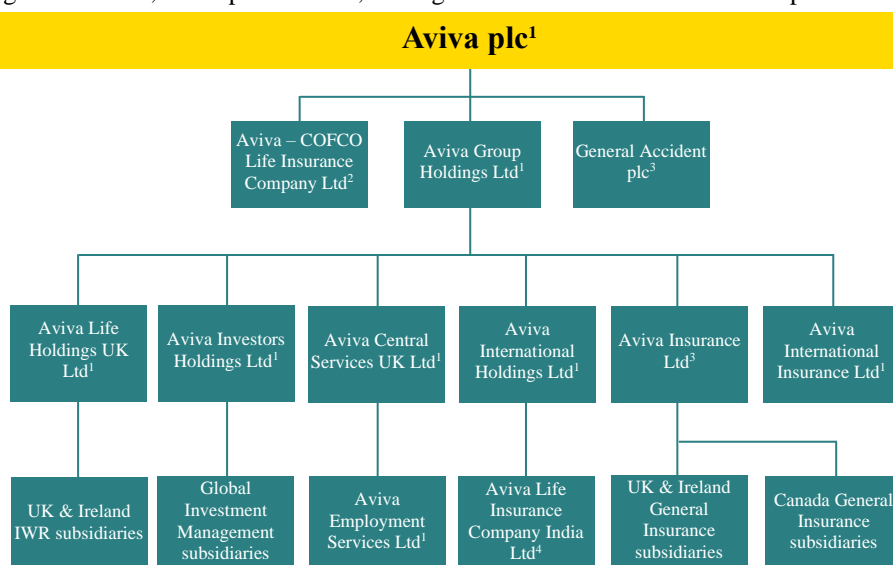 Aviva plc¹
Aviva – COFCO
Life Insurance
Company Ltd²
Aviva Group
Holdings Ltd¹
General Accident
plc³
Aviva Life
Holdings UK
Ltd¹
Aviva Investors
Holdings Ltd¹
Aviva Central
Services UK Ltd¹
Aviva
International
Holdings Ltd¹
Aviva Insurance
Ltd³
Aviva
International
Insurance Ltd¹
UK & Ireland
IWR subsidiaries
Global
Investment
Management
subsidiaries
Aviva
Employment
Services Ltd¹
Aviva Life
Insurance
Company India
Ltd⁴
UK & Ireland
General
Insurance
subsidiaries
Canada General
Insurance
subsidiaries